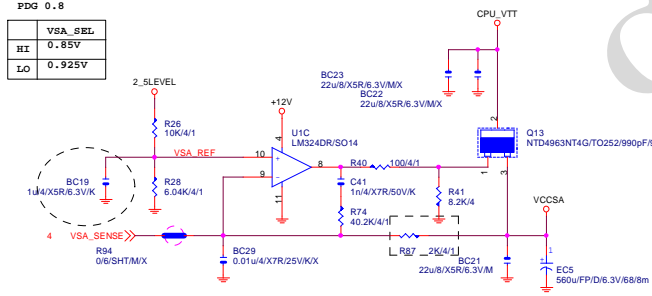 PDG 0.8
VSA_SEL
HI 0.85V
LO 0.925V
CPU_VTT
2_5LEVEL
+12V
BC23
22u/8/X5R/6.3V/M/X
BC22
22u/8/X5R/6.3V/M/X
R26
10K/4/1
U1C
LM324DR/SO14
4
2
Q13
NTD4963NT4G/TO252/990pF/9
VSA_REF
10
+
9
-
8
11
R40
100/4/1
1
3
BC19
1u/4/X5R/6.3V/K
R28
6.04K/4/1
C41
1n/4/X7R/50V/K
R41
8.2K/4
R74
40.2K/4/1
VCCSA
4 VSA_SENSE
R94
0/6/SHT/M/X
BC29
0.01u/4/X7R/25V/K/X
R87 2K/4/1
BC21
22u/8/X5R/6.3V/M
1
EC5
560u/FP/D/6.3V/68/8m